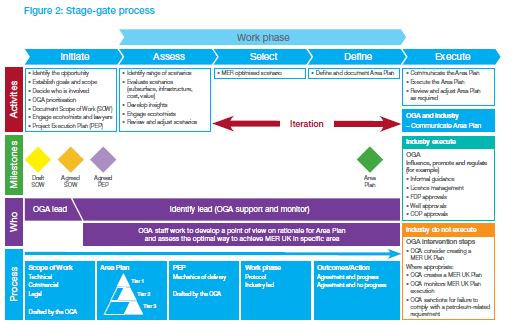 Figure 2: Stage-gate process
Work phase
Initiate
Assess
Select
Define
Execute
Activities
• Identify the opportunity
• Establish goals and scope
• Decide who is involved
• OGA prioritisation
• Document Scope of Work (SOW)
• Engage economists and lawyers
• Project Execution Plan (PEP)
• Identify range of scenarios
• Evaluate scenarios
(subsurface, infrastructure,
cost, value)
• Develop insights
• Engage economists
• Review and adjust scenarios
• MER optimised scenario
• Define and document Area Plan
• Communicate the Area Plan
• Execute the Area Plan
• Review and adjust Area Plan
as required
Iteration
OGA and Industry
– Communicate Area Plan
Milestones
Draft
SOW
Agreed
SOW
Agreed
PEP
Area
Plan
Industry execute
OGA
Influence, promote and regulate
(for example)
• Informal guidance
• Licence management
• FDP approvals
• Well approvals
• COP approvals
Who
OGA lead
Identify lead (OGA support and monitor)
OGA staff work to develop a point of view on rationale for Area Plan
and assess the optimal way to achieve MER UK in specific area
Industry do not execute
OGA intervention steps
• OGA consider creating a
MER UK Plan
Where appropriate:
• OGA creates a MER UK Plan
• OGA monitors MER UK Plan
execution
• OGA sanctions for failure to
comply with a petroleum-related
requirement
Process
Scope of Work
Technical
Commercial
Legal
Drafted by the OGA
Area Plan
Tier 1
Tier 2
Tier 3
PEP
Mechanics of delivery
Drafted by the OGA
Work phase
Protocol
Industry led
Outcomes/Action
Agreement and progress
Agreement and no progress